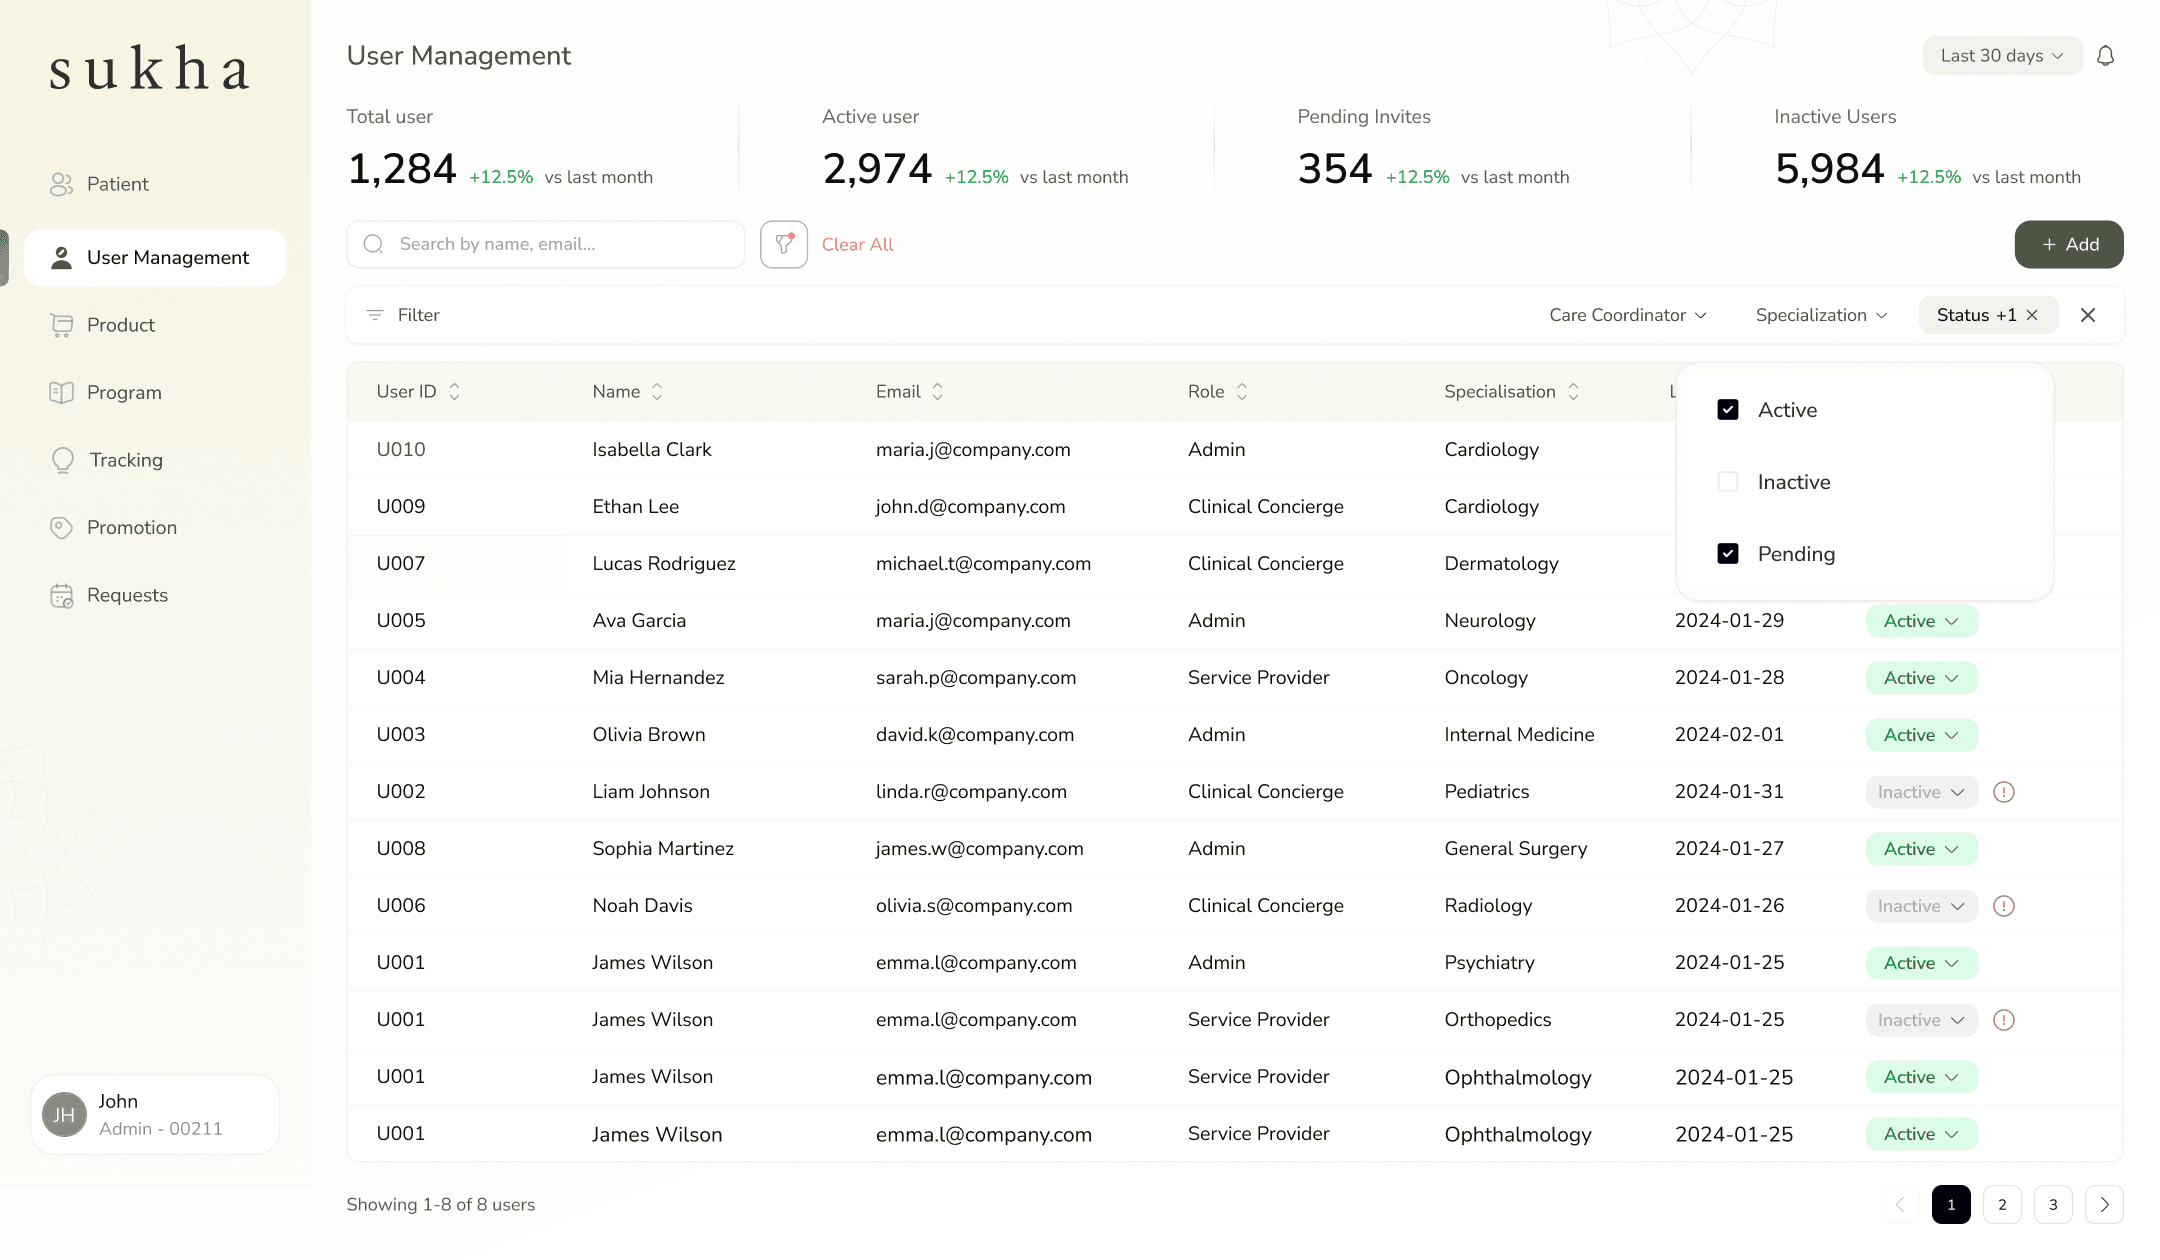 sukha
Patient
User Management
Product
Program
Tracking
Promotion
Requests
JH
John
Admin - 00211
User Management
Last 30 days
Total user
1,284 +12.5% vs last month
Active user
2,974 +12.5% vs last month
Pending Invites
354 +12.5% vs last month
Inactive Users
5,984 +12.5% vs last month
Search by name, email...
Clear All
+ Add
Filter
Care Coordinator
Specialization
Status +1
Active
Inactive
Pending
User ID Name Email Role Specialisation
U010 Isabella Clark maria.j@company.com Admin Cardiology
U009 Ethan Lee john.d@company.com Clinical Concierge Cardiology
U007 Lucas Rodriguez michael.t@company.com Clinical Concierge Dermatology
U005 Ava Garcia maria.j@company.com Admin Neurology 2024-01-29 Active
U004 Mia Hernandez sarah.p@company.com Service Provider Oncology 2024-01-28 Active
U003 Olivia Brown david.k@company.com Admin Internal Medicine 2024-02-01 Active
U002 Liam Johnson linda.r@company.com Clinical Concierge Pediatrics 2024-01-31 Inactive
U008 Sophia Martinez james.w@company.com Admin General Surgery 2024-01-27 Active
U006 Noah Davis olivia.s@company.com Clinical Concierge Radiology 2024-01-26 Inactive
U001 James Wilson emma.l@company.com Admin Psychiatry 2024-01-25 Active
U001 James Wilson emma.l@company.com Service Provider Orthopedics 2024-01-25 Inactive
U001 James Wilson emma.l@company.com Service Provider Ophthalmology 2024-01-25 Active
U001 James Wilson emma.l@company.com Service Provider Ophthalmology 2024-01-25 Active
Showing 1-8 of 8 users
1 2 3